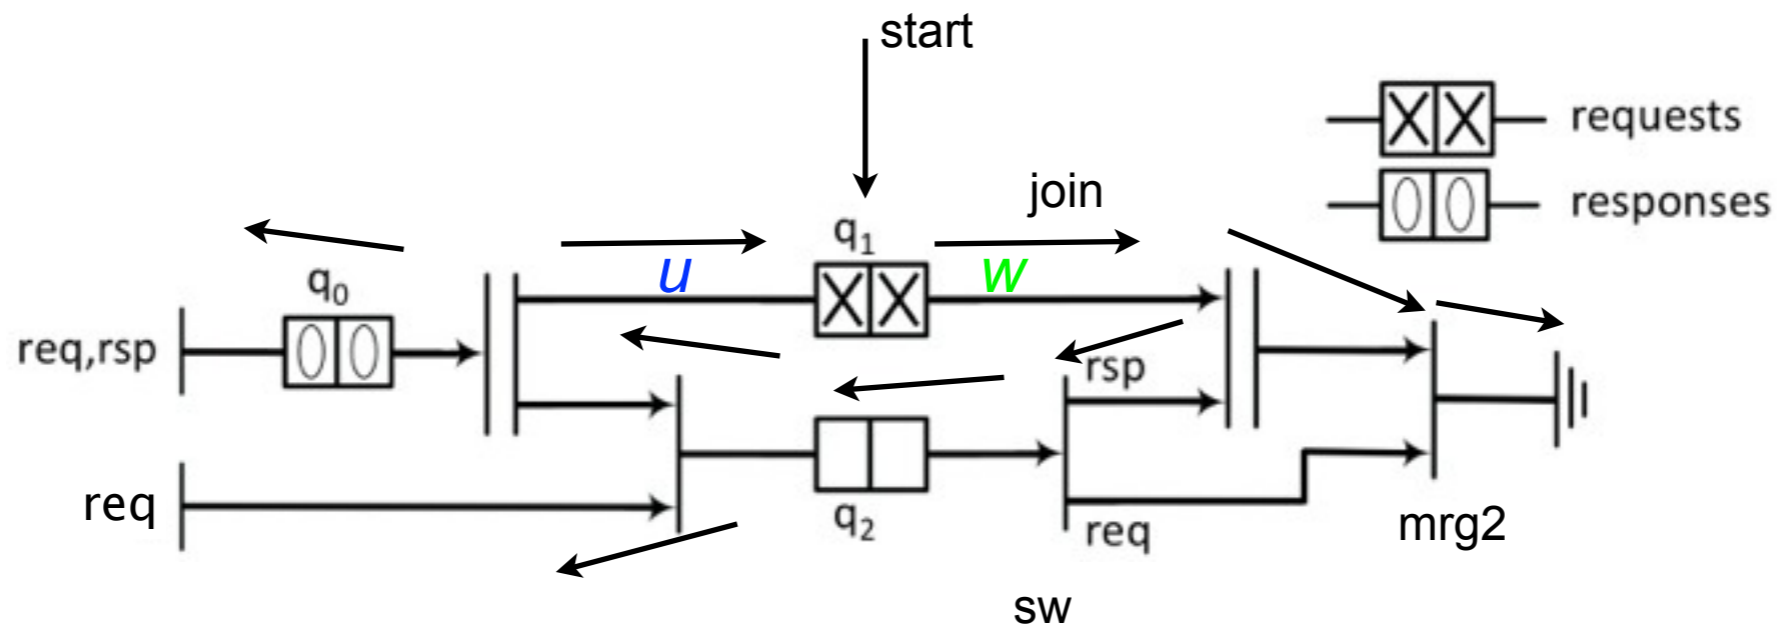 start
requests
join
responses
q1
u
w
q0
req,rsp
rsp
req
q2
req
mrg2
sw